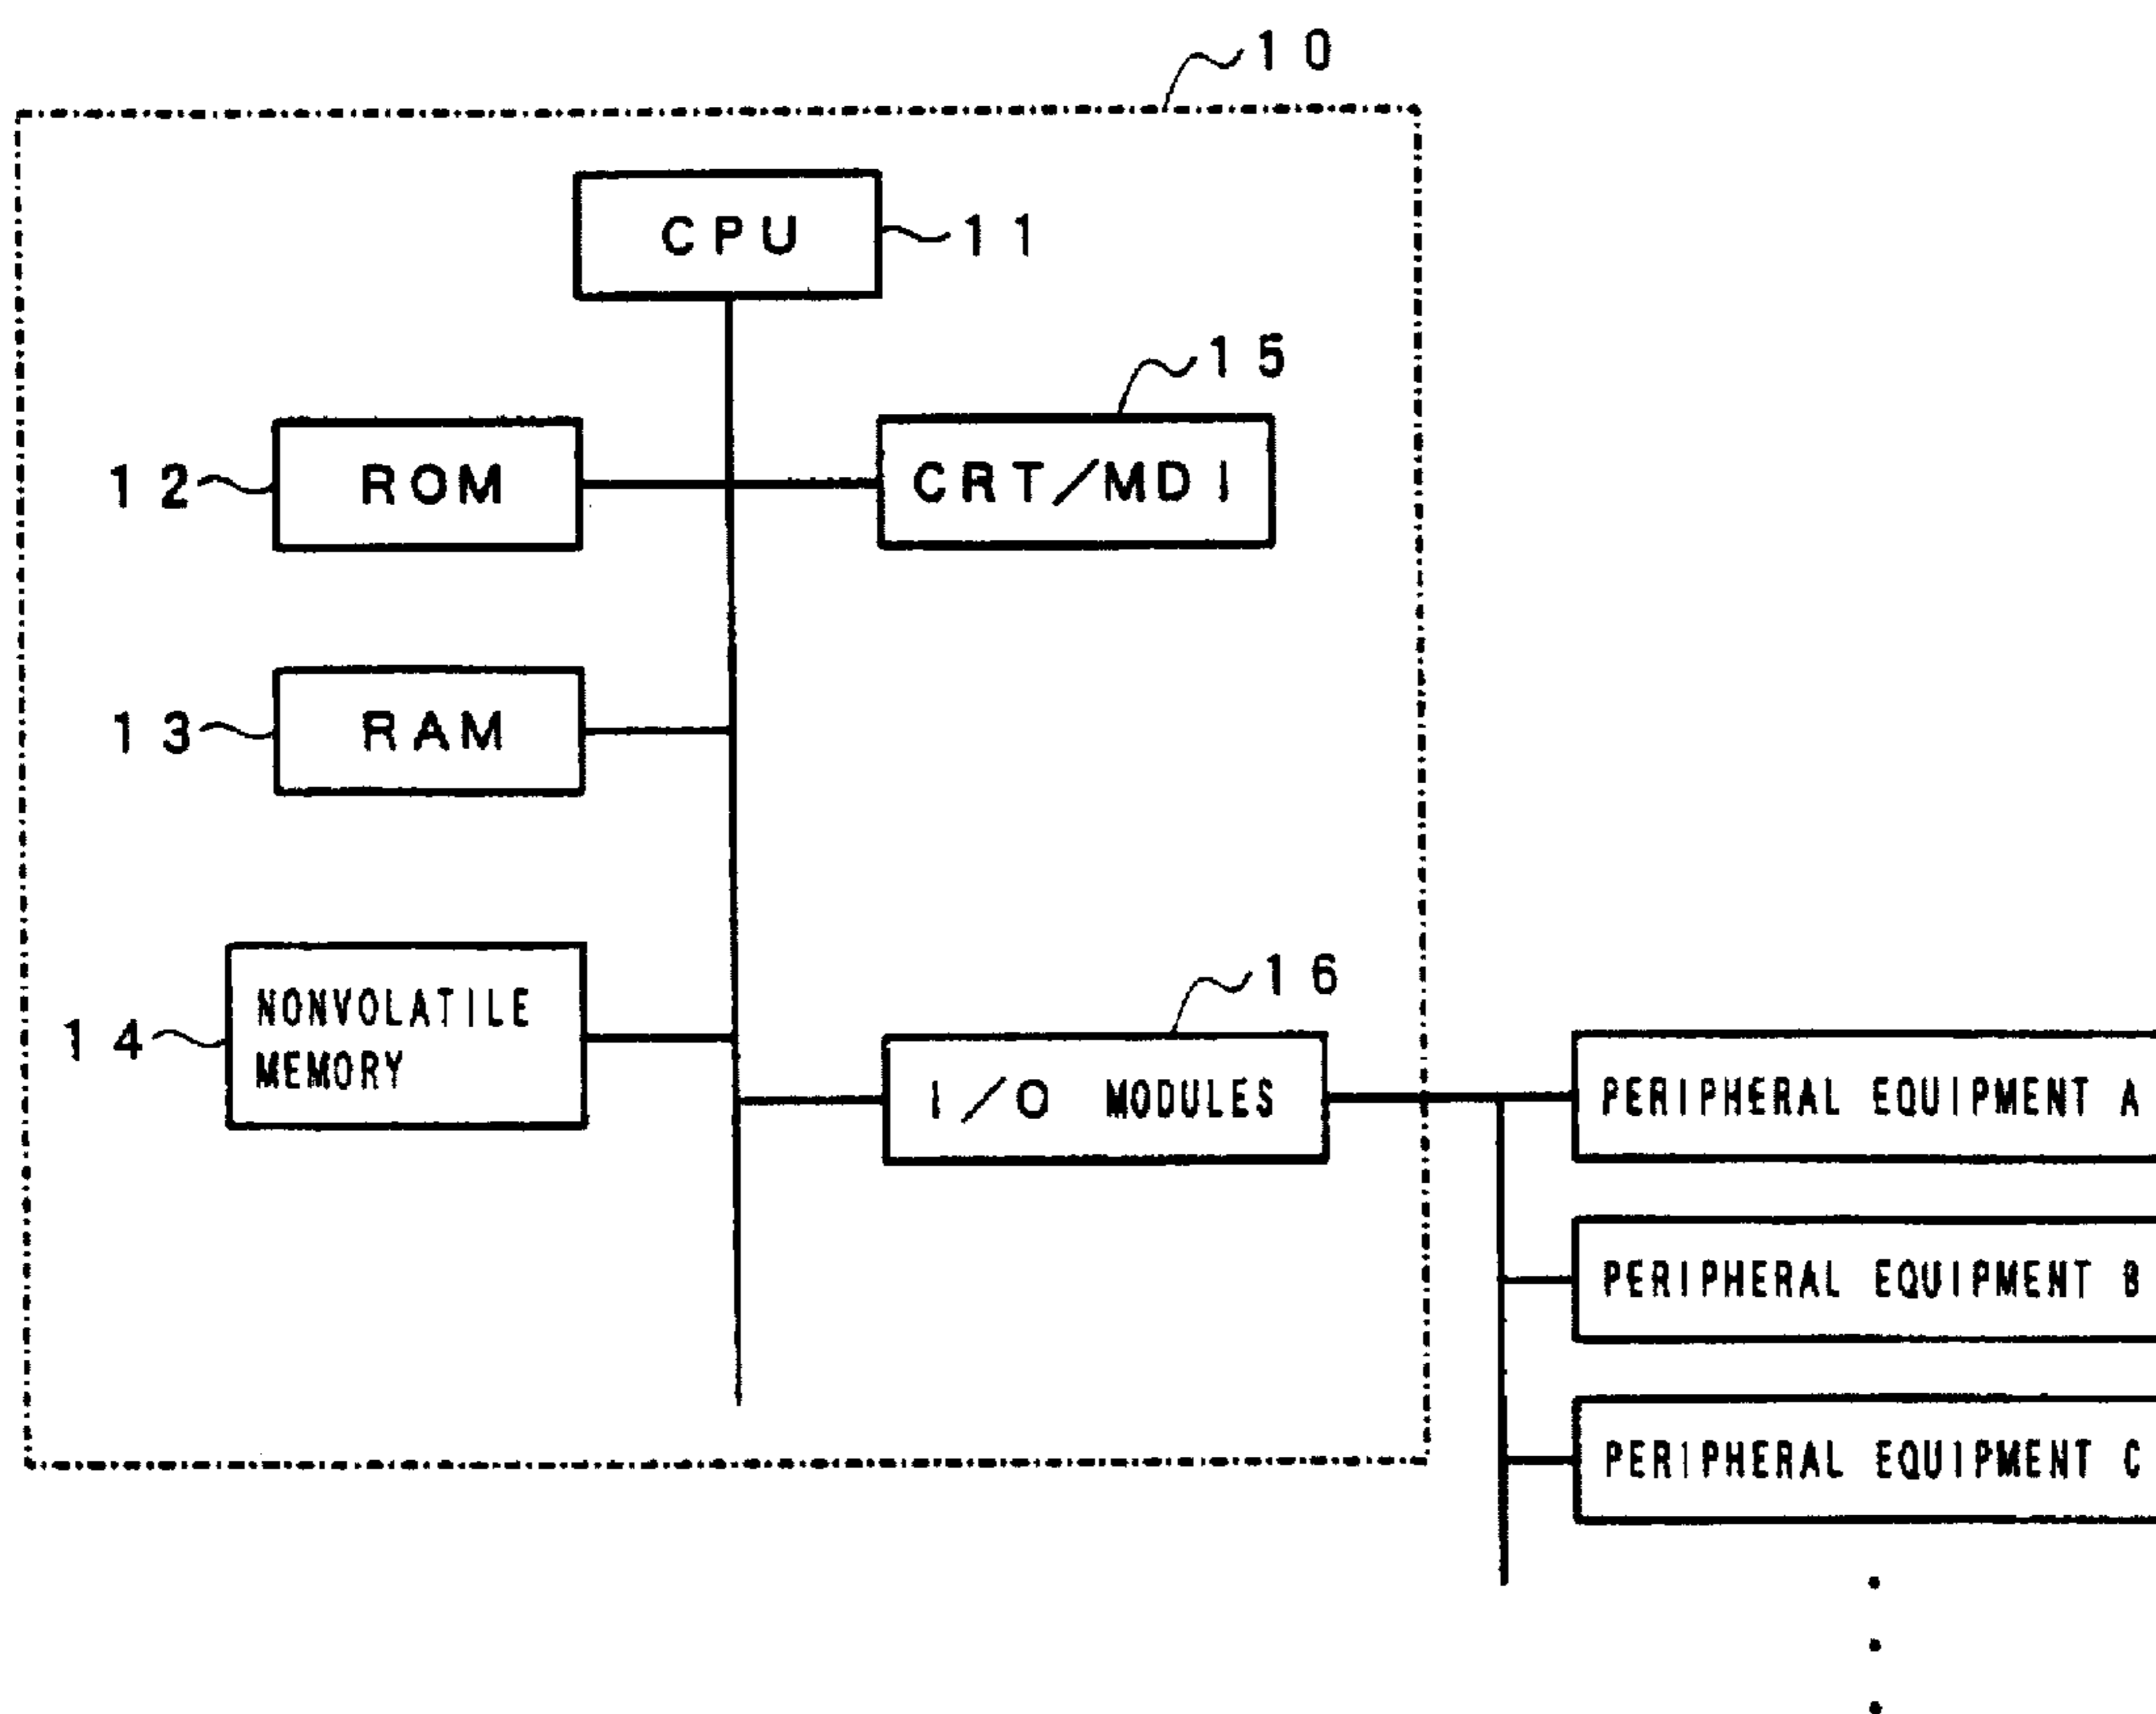 10
CPU
11
15
12
ROM
CRT/MDI
13
RAM
16
14
NONVOLATILE
MEMORY
I/O MODULES
PERIPHERAL EQUIPMENT A
PERIPHERAL EQUIPMENT B
PERIPHERAL EQUIPMENT C